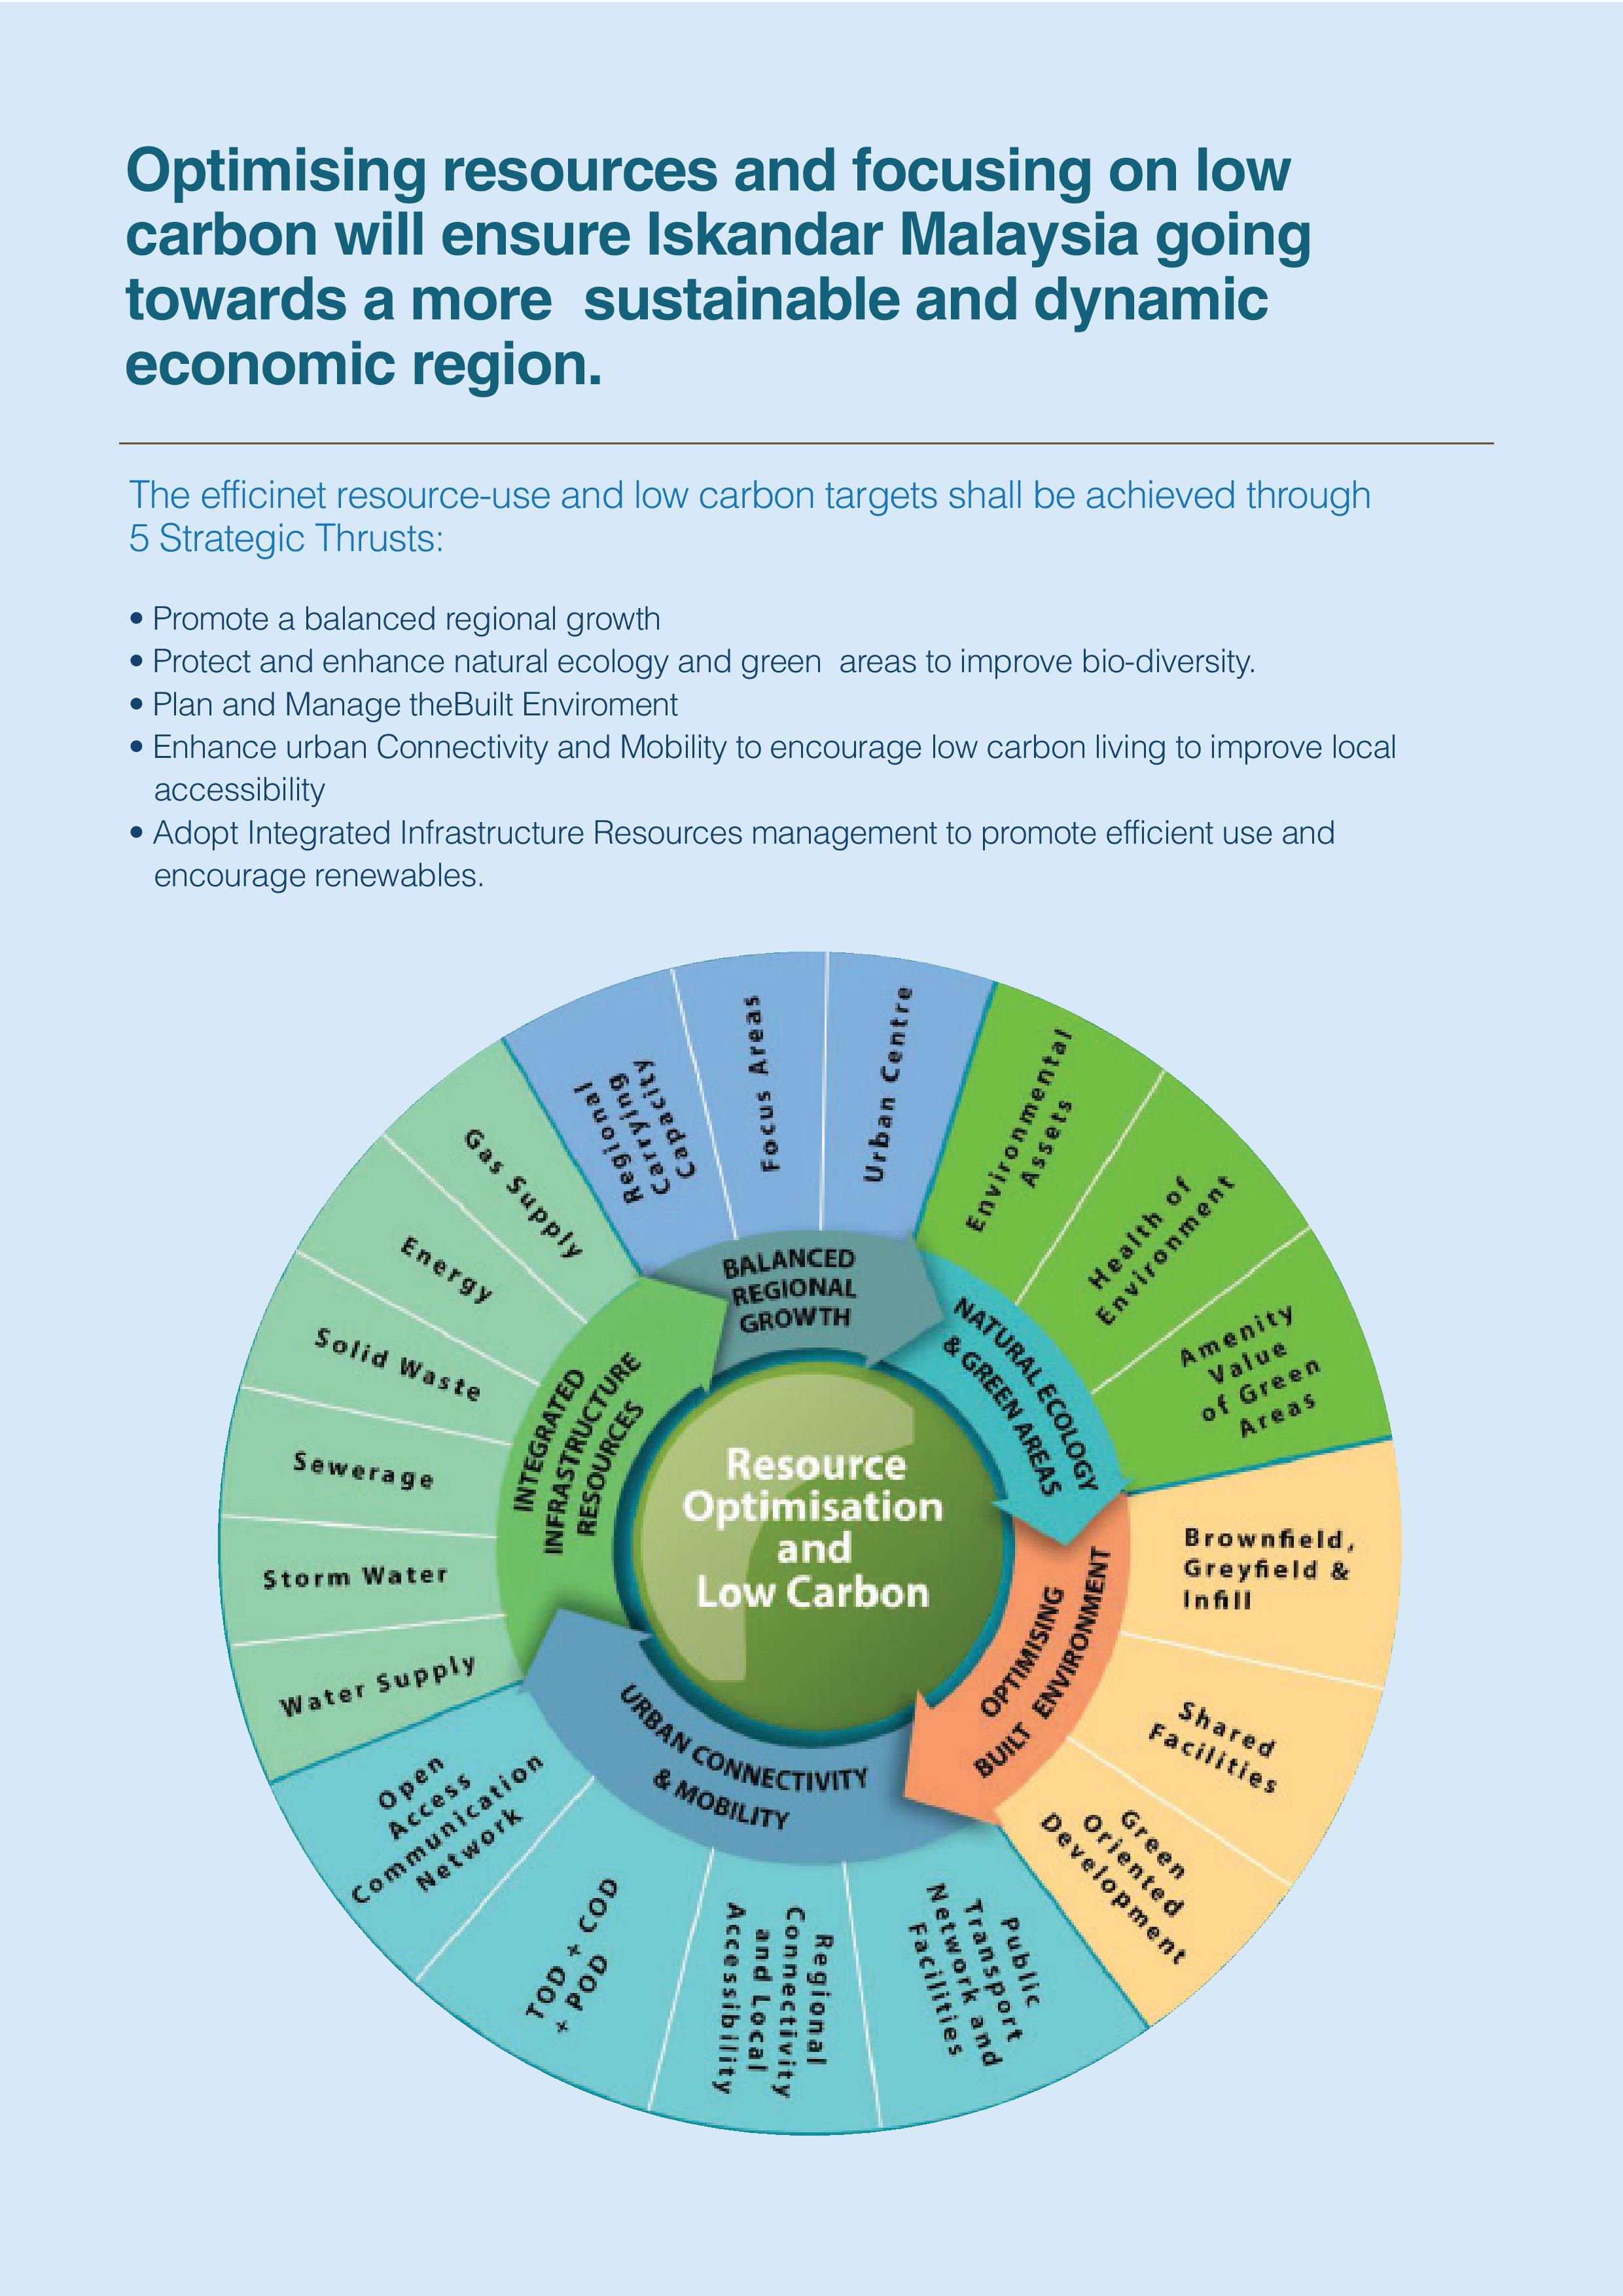 Optimising resources and focusing on low
carbon will ensure Iskandar Malaysia going
towards a more  sustainable and dynamic
economic region.
The efficinet resource-use and low carbon targets shall be achieved through
5 Strategic Thrusts:
• Promote a balanced regional growth
• Protect and enhance natural ecology and green  areas to improve bio-diversity.
• Plan and Manage theBuilt Enviroment
• Enhance urban Connectivity and Mobility to encourage low carbon living to improve local
accessibility
• Adopt Integrated Infrastructure Resources management to promote efficient use and
encourage renewables.
Regional
Carrying
Capacity
Focus Areas
Urban Centre
Environmental
Assets
Health of
Environment
Amenity
Value
of Green
Areas
Brownfield,
Greyfield &
Infill
Shared
Facilities
Green
Oriented
Development
Public
Transport
Network and
Facilities
Regional
Connectivity
and Local
Accessibility
TOD + COD
+ POD
Open
Access
Communication
Network
Water Supply
Storm Water
Sewerage
Solid Waste
Energy
Gas Supply
BALANCED
REGIONAL
GROWTH
NATURAL ECOLOGY
& GREEN AREAS
OPTIMISING
BUILT ENVIRONMENT
URBAN CONNECTIVITY
& MOBILITY
INTEGRATED
INFRASTRUCTURE
RESOURCES
Resource
Optimisation
and
Low Carbon